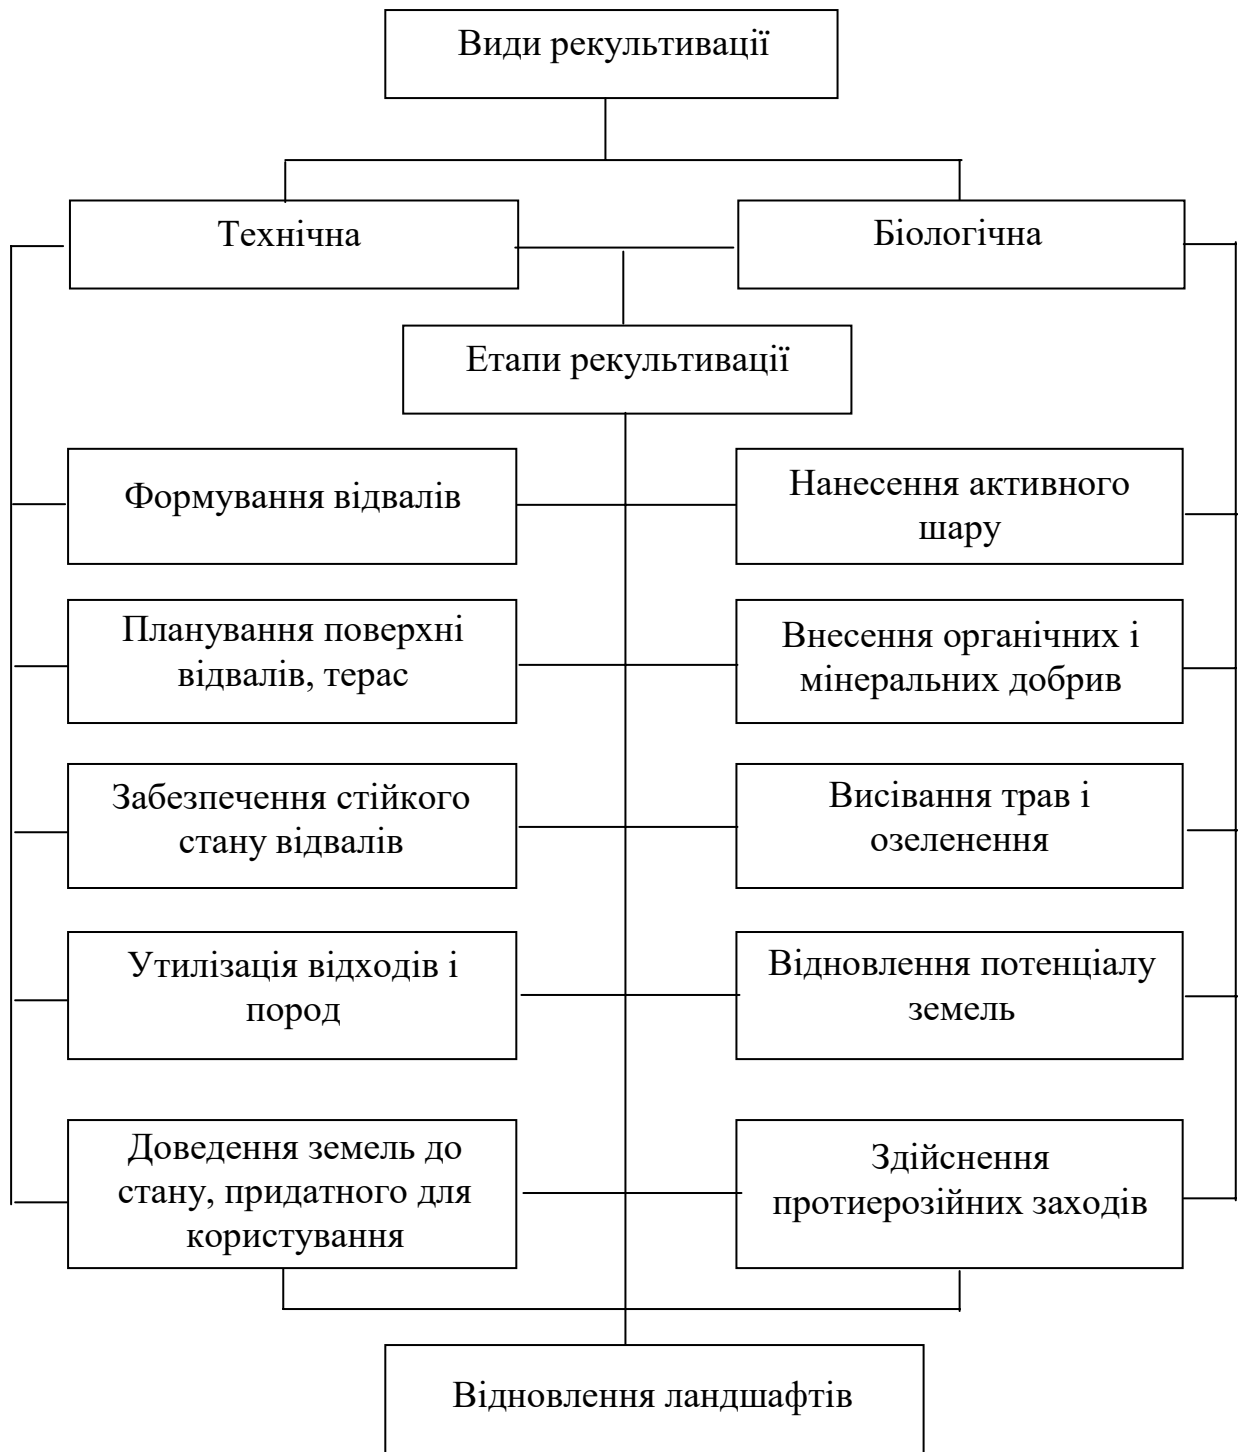 Види рекультивації
Технічна
Біологічна
Етапи рекультивації
Формування відвалів
Нанесення активного
шару
Планування поверхні
відвалів, терас
Внесення органічних і
мінеральних добрив
Забезпечення стійкого
стану відвалів
Висівання трав і
озеленення
Утилізація відходів і
пород
Відновлення потенціалу
земель
Доведення земель до
стану, придатного для
користування
Здійснення
протиерозійних заходів
Відновлення ландшафтів